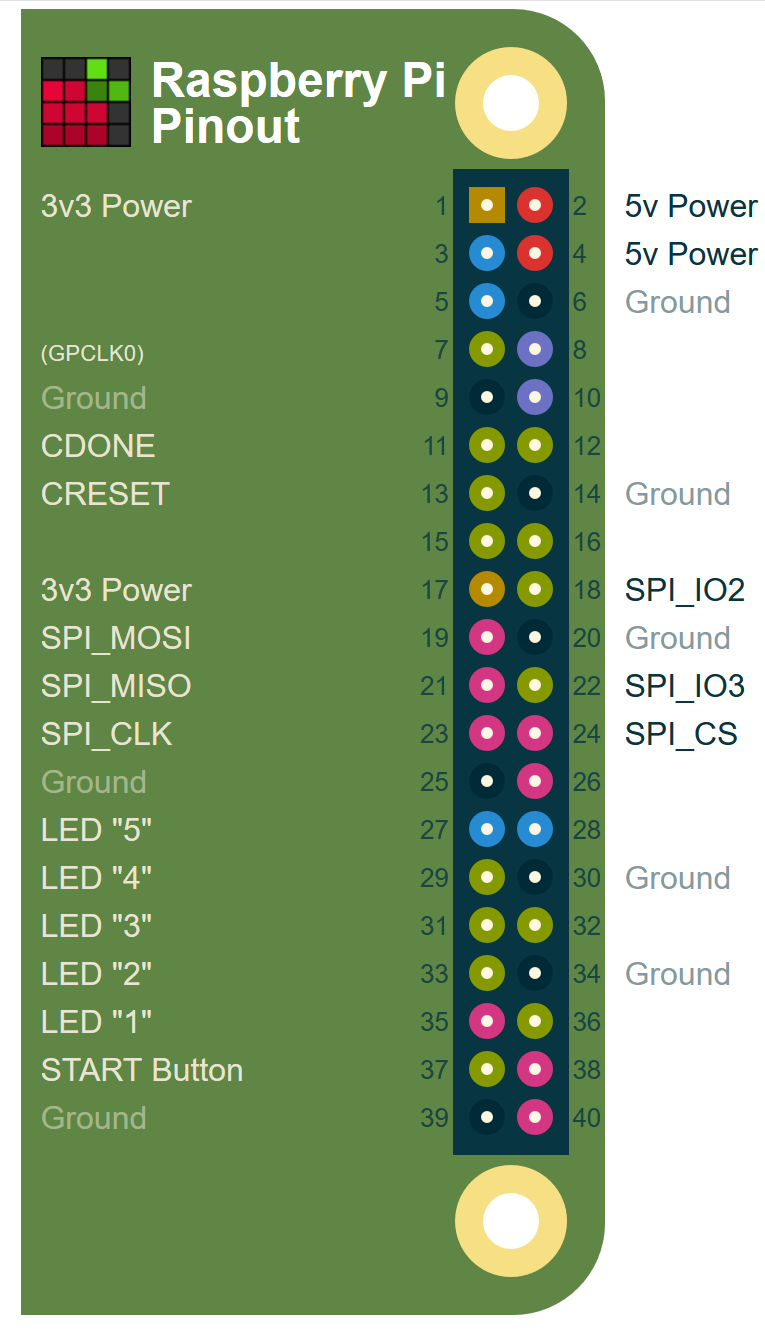 Raspberry Pi
Pinout
3v3 Power 1 2 5v Power
3 4 5v Power
5 6 Ground
(GPCLK0) 7 8
Ground 9 10
CDONE 11 12
CRESET 13 14 Ground
15 16
3v3 Power 17 18 SPI_IO2
SPI_MOSI 19 20 Ground
SPI_MISO 21 22 SPI_IO3
SPI_CLK 23 24 SPI_CS
Ground 25 26
LED "5" 27 28
LED "4" 29 30 Ground
LED "3" 31 32
LED "2" 33 34 Ground
LED "1" 35 36
START Button 37 38
Ground 39 40